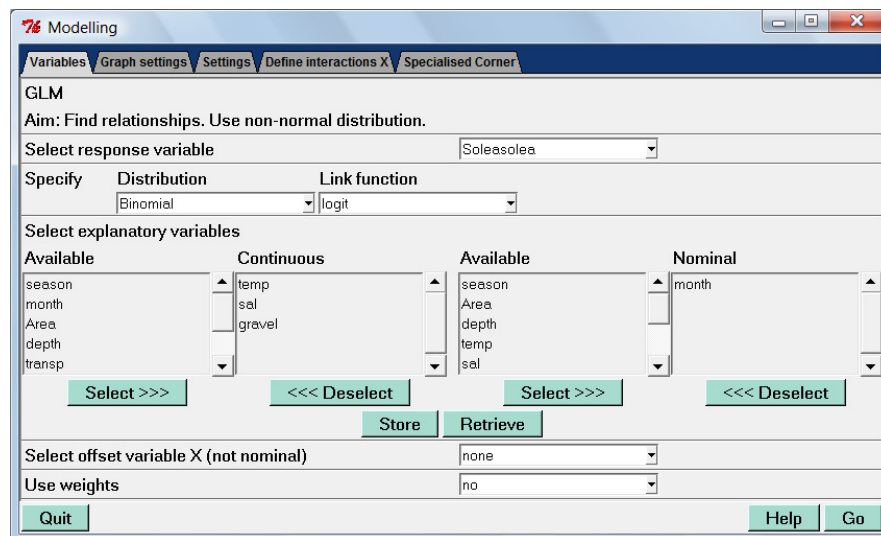 76 Modelling
Variables Graph settings Settings Define interactions X Specialised Corner
GLM
Aim: Find relationships. Use non-normal distribution.
Select response variable Soleasolea
Specify Distribution Link function
Binomial logit
Select explanatory variables
Available Continuous Available Nominal
season temp season month
month sal Area
Area gravel depth
depth temp
transp sal
Select >>> <<< Deselect Select >>> <<< Deselect
Store Retrieve
Select offset variable X (not nominal) none
Use weights no
Quit Help Go